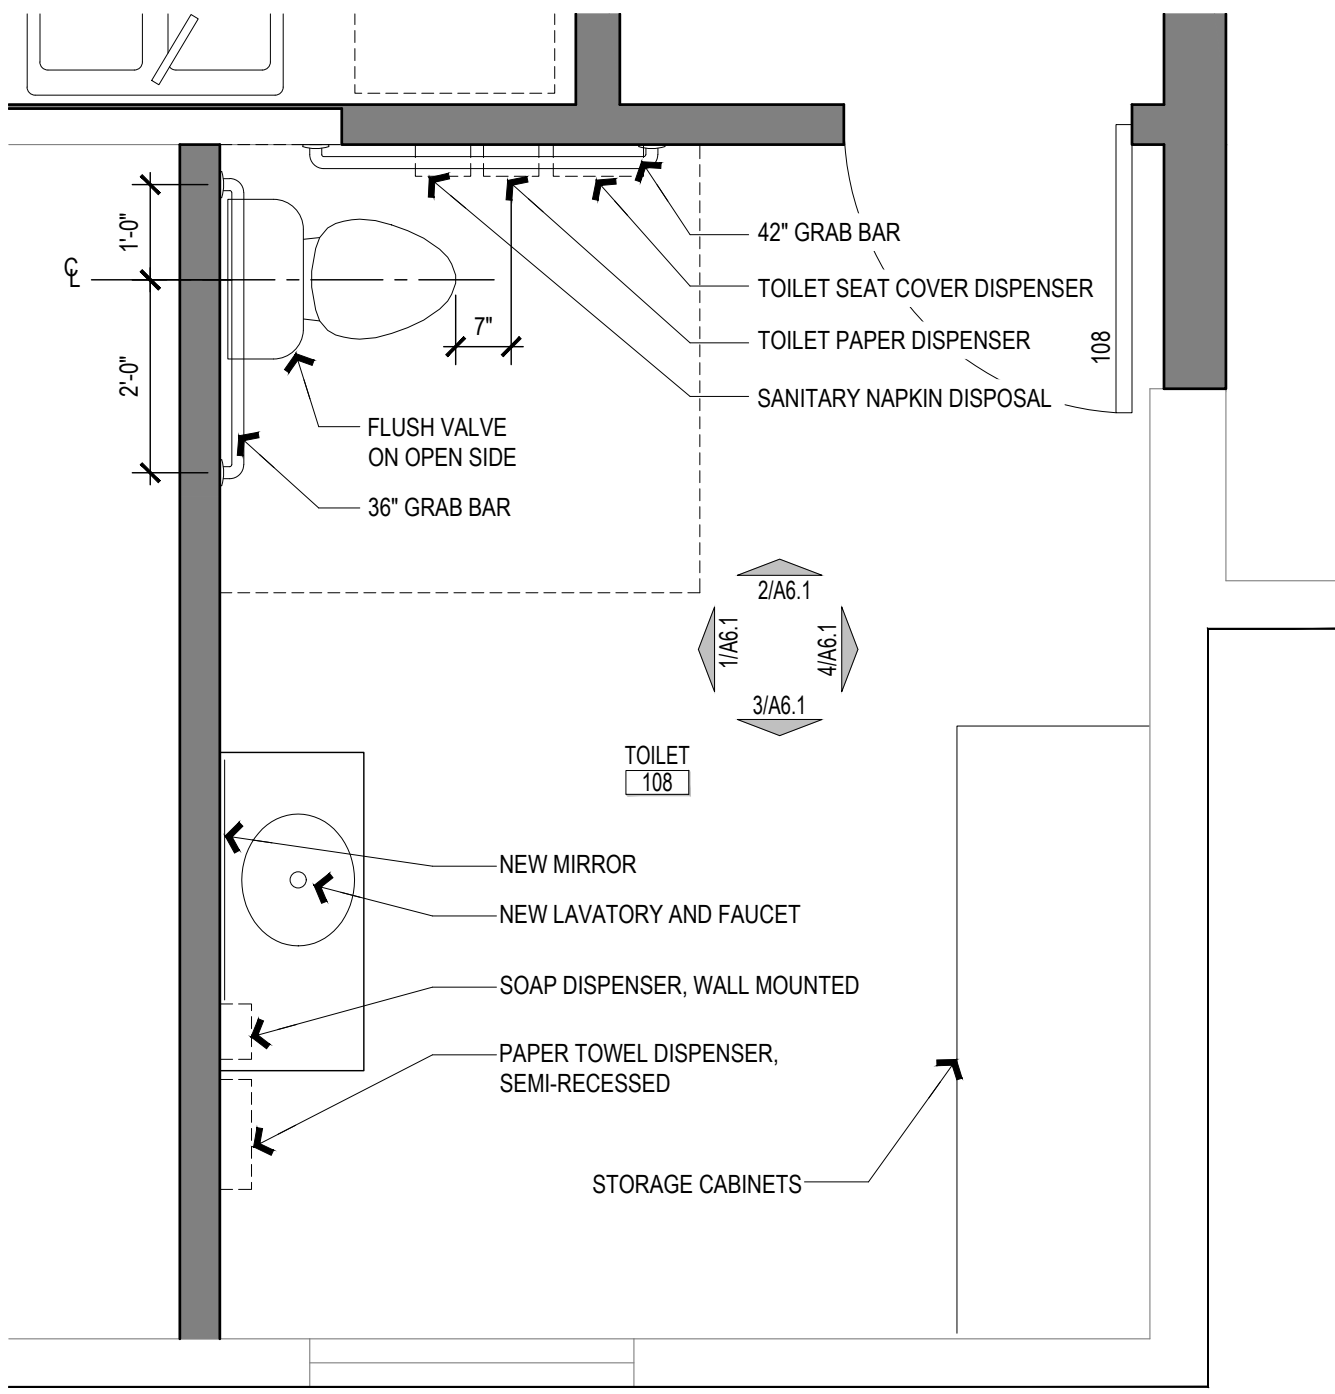 1'-0"
℄
2'-0"
7"
42" GRAB BAR
TOILET SEAT COVER DISPENSER
TOILET PAPER DISPENSER
SANITARY NAPKIN DISPOSAL
108
FLUSH VALVE
ON OPEN SIDE
36" GRAB BAR
2/A6.1
1/A6.1
4/A6.1
3/A6.1
TOILET
108
NEW MIRROR
NEW LAVATORY AND FAUCET
SOAP DISPENSER, WALL MOUNTED
PAPER TOWEL DISPENSER,
SEMI-RECESSED
STORAGE CABINETS